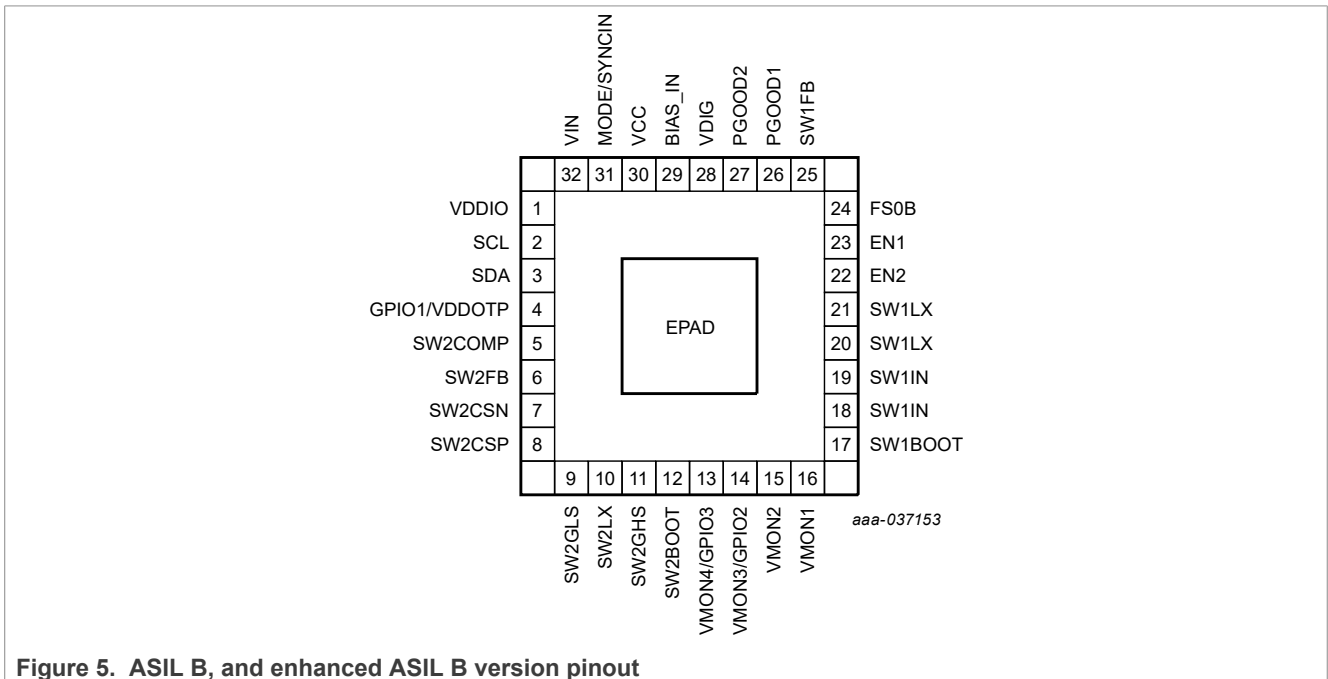 VIN
MODE/SYNCIN
VCC
BIAS_IN
VDIG
PGOOD2
PGOOD1
SW1FB
32 31 30 29 28 27 26 25
VDDIO 1
SCL 2
SDA 3
GPIO1/VDDOTP 4
SW2COMP 5
SW2FB 6
SW2CSN 7
SW2CSP 8
EPAD
24 FS0B
23 EN1
22 EN2
21 SW1LX
20 SW1LX
19 SW1IN
18 SW1IN
17 SW1BOOT
9 10 11 12 13 14 15 16
SW2GLS
SW2LX
SW2GHS
SW2BOOT
VMON4/GPIO3
VMON3/GPIO2
VMON2
VMON1
aaa-037153
Figure 5. ASIL B, and enhanced ASIL B version pinout